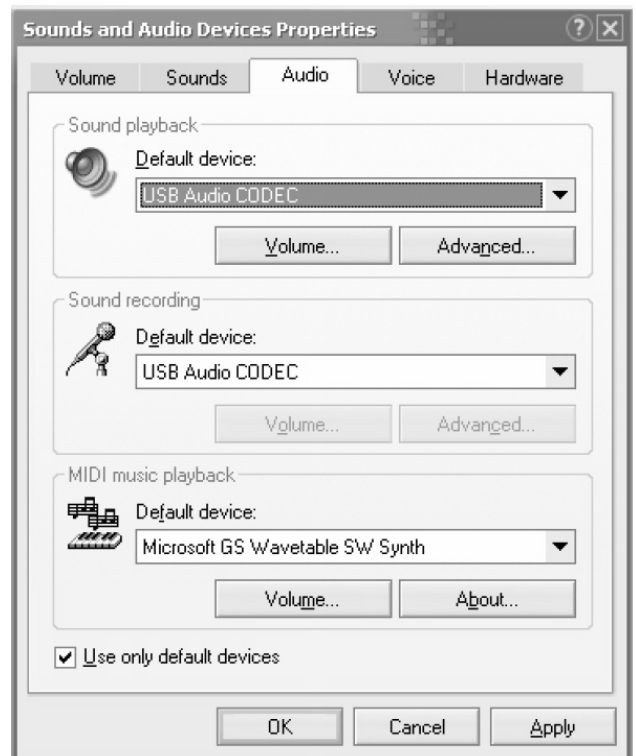 Sounds and Audio Devices Properties
Volume Sounds Audio Voice Hardware
Sound playback
Default device:
USB Audio CODEC
Volume... Advanced...
Sound recording
Default device:
USB Audio CODEC
Volume... Advanced...
MIDI music playback
Default device:
Microsoft GS Wavetable SW Synth
Volume... About...
Use only default devices
OK Cancel Apply